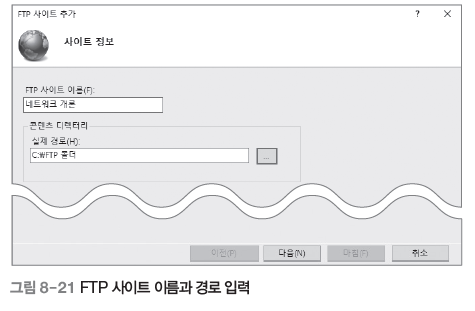 FTP 사이트 추가 ? ×
사이트 정보
FTP 사이트 이름(F):
네트워크 개론
콘텐츠 디렉터리
실제 경로(H):
C:₩FTP 폴더
...
이전(P) 다음(N) 마침(F) 취소
그림 8-21 FTP 사이트 이름과 경로 입력